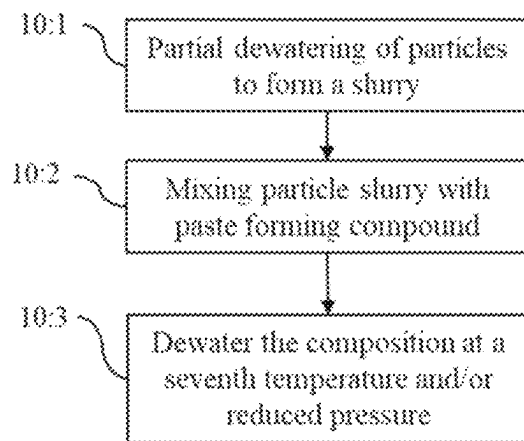 10:1
Partial dewatering of particles
to form a slurry
10:2
Mixing particle slurry with
paste forming compound
10:3
Dewater the composition at a
seventh temperature and/or
reduced pressure